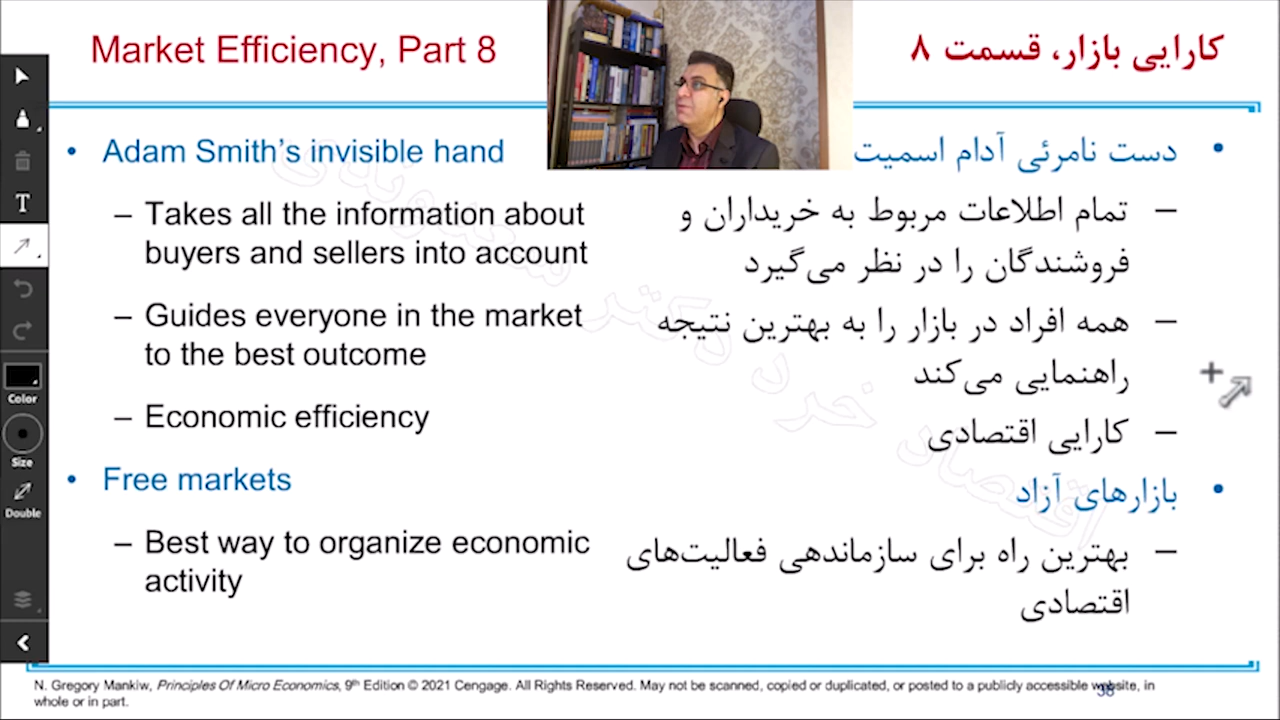 Market Efficiency, Part 8
کارایی بازار، قسمت ۸
• Adam Smith’s invisible hand
– Takes all the information about
buyers and sellers into account
– Guides everyone in the market
to the best outcome
– Economic efficiency
• Free markets
– Best way to organize economic
activity
• دست نامرئی آدام اسمیت
– تمام اطلاعات مربوط به خریداران و
فروشندگان را در نظر می‌گیرد
– همه افراد در بازار را به بهترین نتیجه
راهنمایی می‌کند
– کارایی اقتصادی
• بازارهای آزاد
– بهترین راه برای سازماندهی فعالیت‌های
اقتصادی
T
Color
Size
Double
N. Gregory Mankiw, Principles Of Micro Economics, 9th Edition © 2021 Cengage. All Rights Reserved. May not be scanned, copied or duplicated, or posted to a publicly accessible website, in
whole or in part.
38